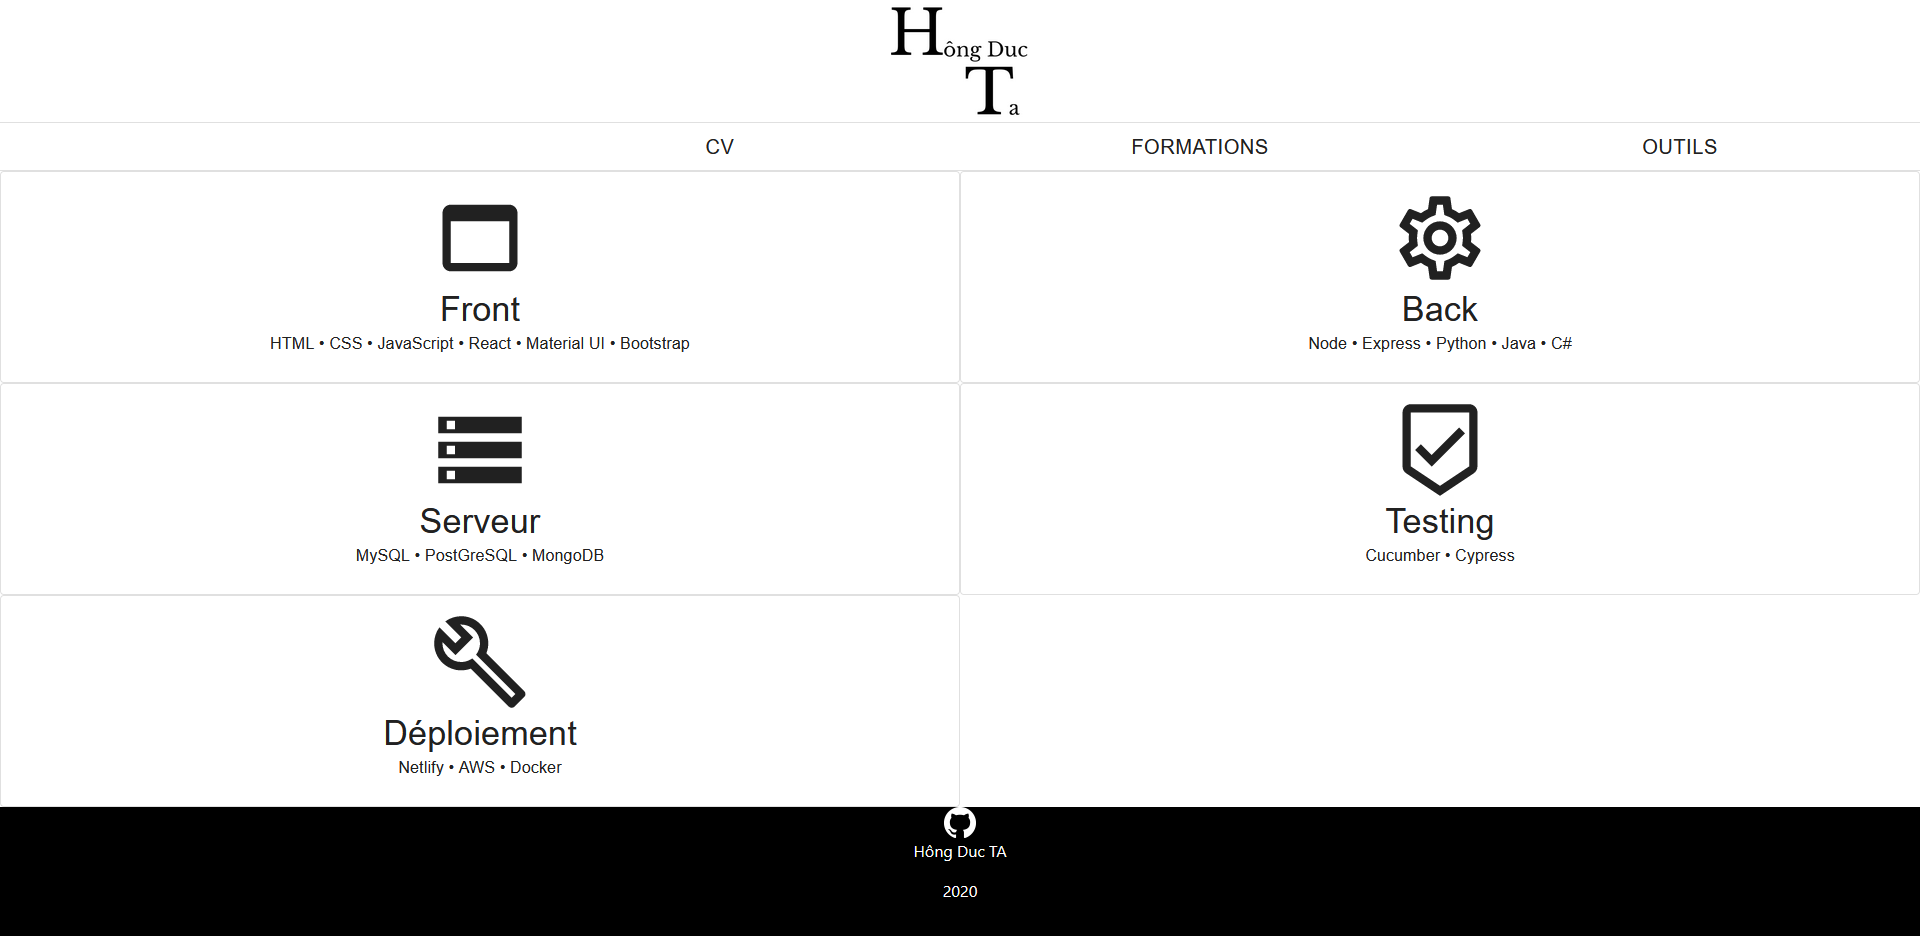 Hông Duc
Ta
CV FORMATIONS OUTILS
Front
HTML • CSS • JavaScript • React • Material UI • Bootstrap
Back
Node • Express • Python • Java • C#
Serveur
MySQL • PostGreSQL • MongoDB
Testing
Cucumber • Cypress
Déploiement
Netlify • AWS • Docker
Hông Duc TA
2020